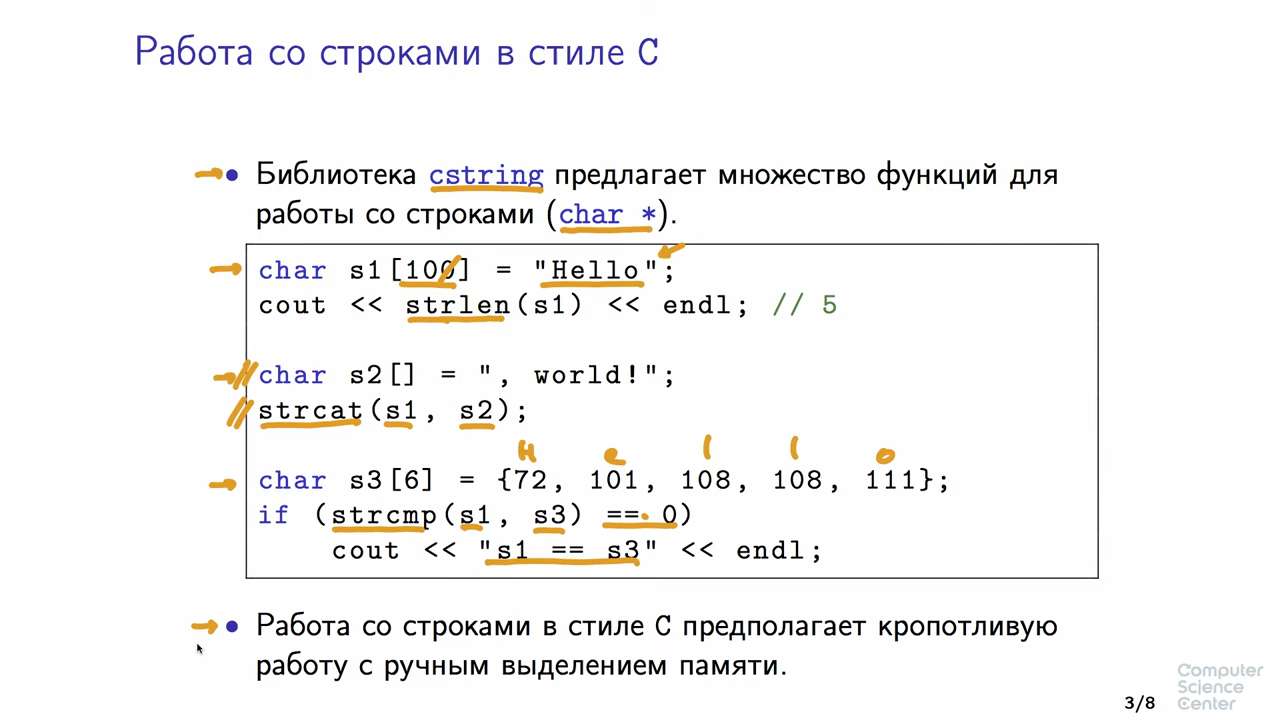 Работа со строками в стиле C
• Библиотека cstring предлагает множество функций для
работы со строками (char *).
char s1[100] = "Hello";
cout << strlen(s1) << endl; // 5
// char s2[] = ", world!";
// strcat(s1, s2);
H e l l o
char s3[6] = {72, 101, 108, 108, 111};
if (strcmp(s1, s3) == 0)
cout << "s1 == s3" << endl;
• Работа со строками в стиле C предполагает кропотливую
работу с ручным выделением памяти.
Computer
Science
Center
3/8